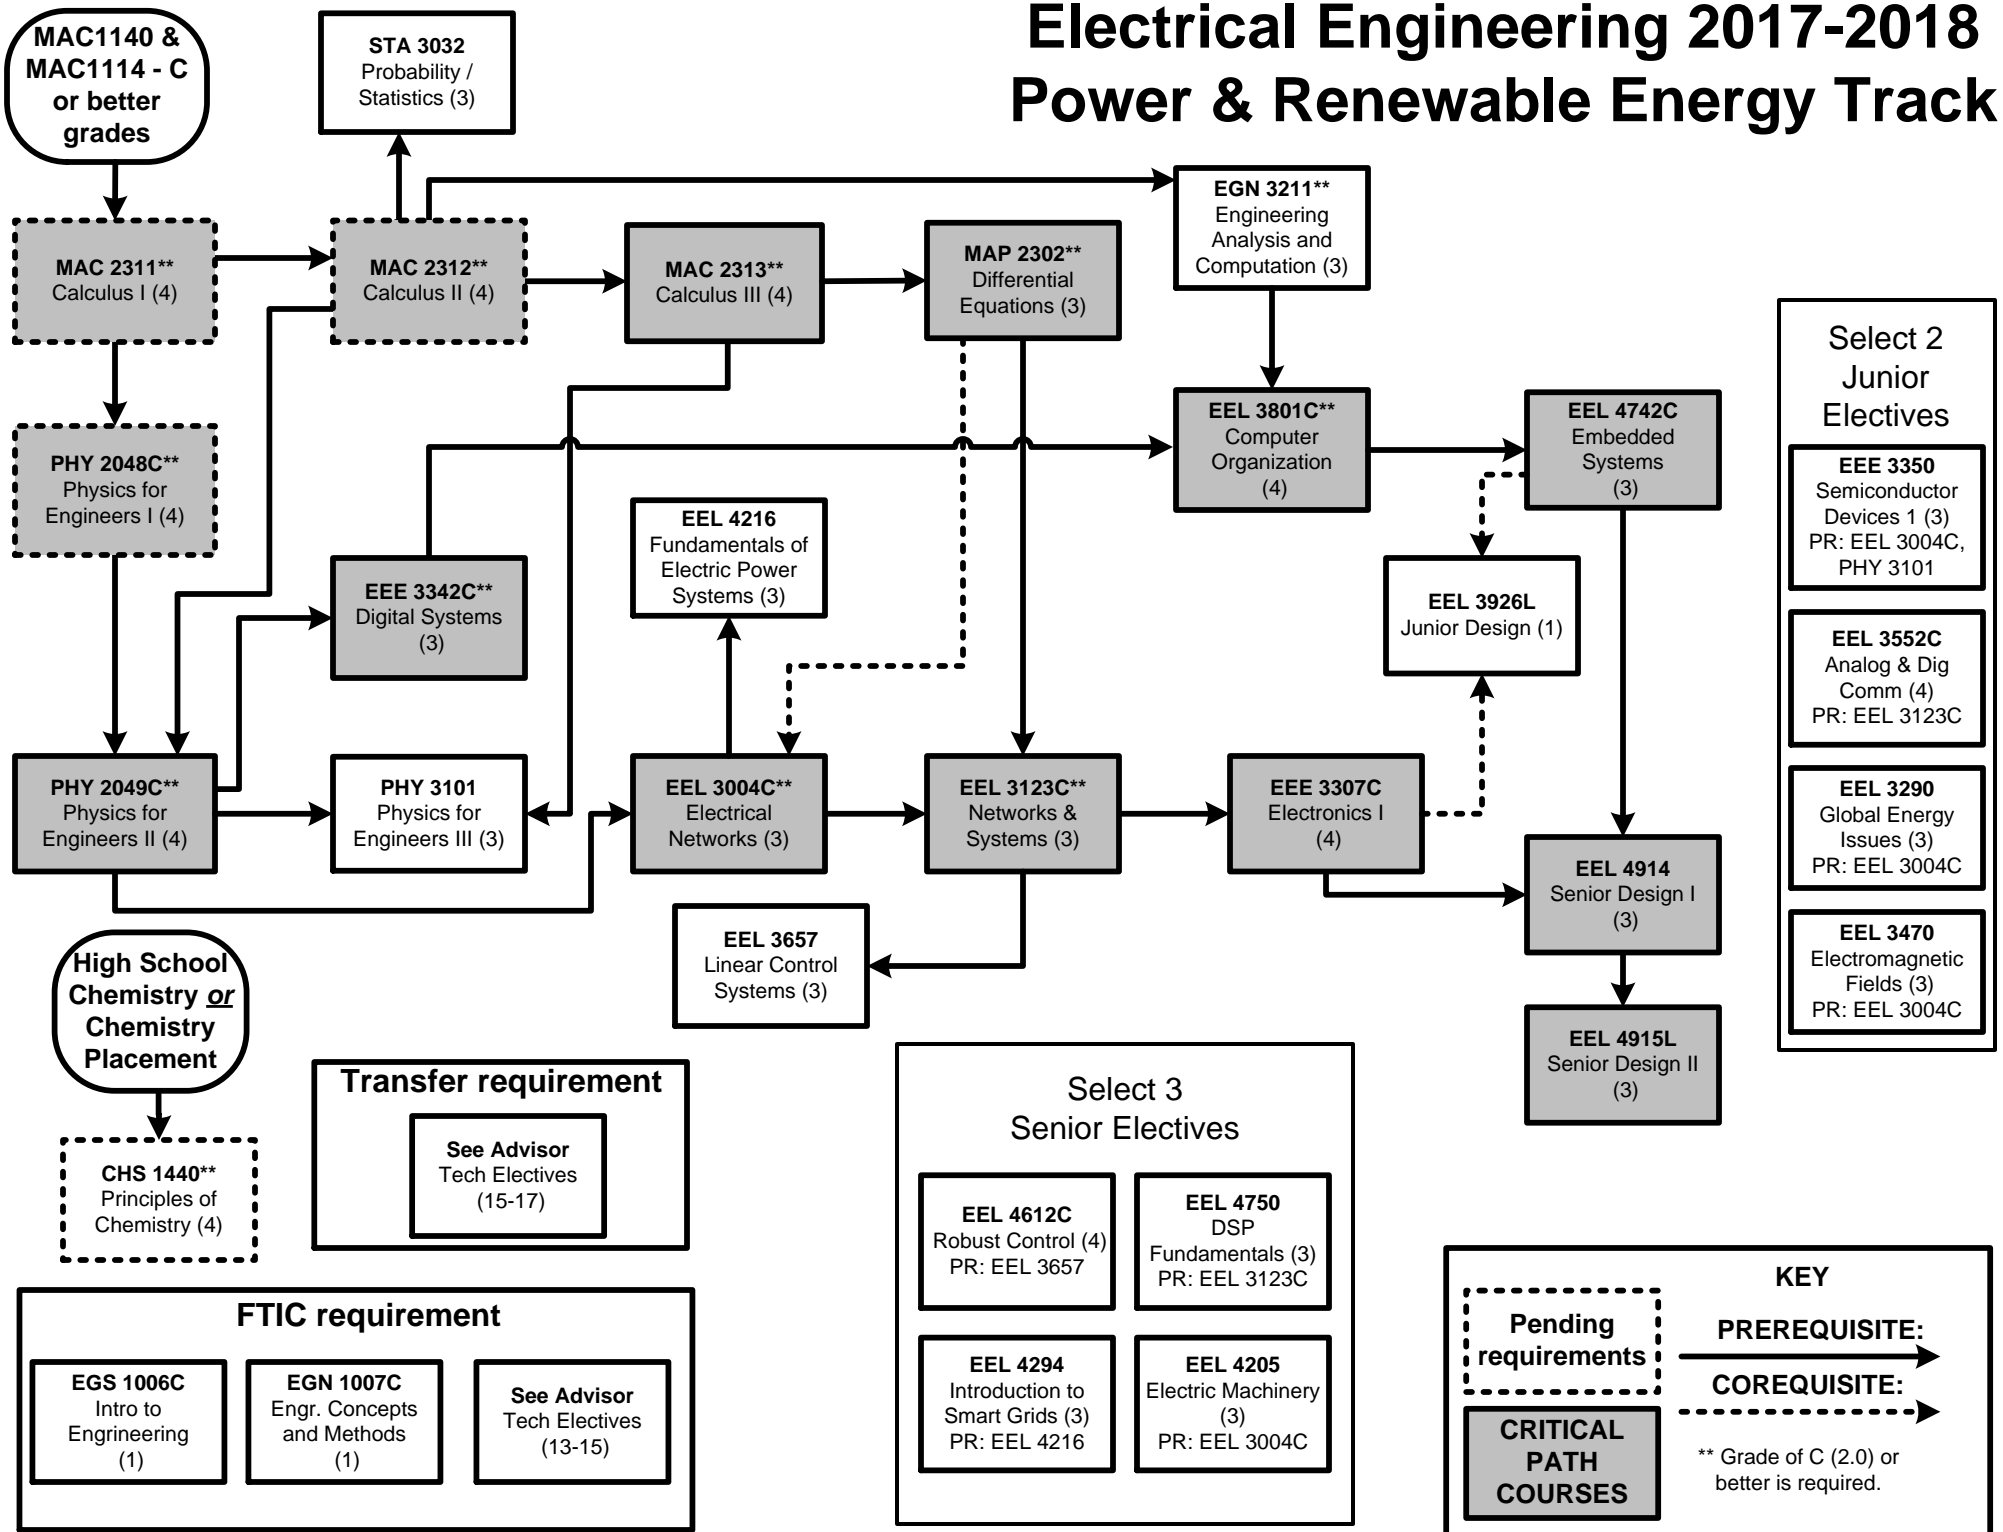 Electrical Engineering 2017-2018
Power & Renewable Energy Track
MAC1140 &
MAC1114 - C
or better
grades
STA 3032
Probability /
Statistics (3)
EGN 3211**
Engineering
Analysis and
Computation (3)
MAC 2311**
Calculus I (4)
MAC 2312**
Calculus II (4)
MAC 2313**
Calculus III (4)
MAP 2302**
Differential
Equations (3)
PHY 2048C**
Physics for
Engineers I (4)
EEL 3801C**
Computer
Organization
(4)
EEL 4742C
Embedded
Systems
(3)
EEL 4216
Fundamentals of
Electric Power
Systems (3)
EEE 3342C**
Digital Systems
(3)
EEL 3926L
Junior Design (1)
PHY 2049C**
Physics for
Engineers II (4)
PHY 3101
Physics for
Engineers III (3)
EEL 3004C**
Electrical
Networks (3)
EEL 3123C**
Networks &
Systems (3)
EEE 3307C
Electronics I
(4)
EEL 4914
Senior Design I
(3)
EEL 3657
Linear Control
Systems (3)
EEL 4915L
Senior Design II
(3)
Select 2
Junior
Electives
EEE 3350
Semiconductor
Devices 1 (3)
PR: EEL 3004C,
PHY 3101
EEL 3552C
Analog & Dig
Comm (4)
PR: EEL 3123C
EEL 3290
Global Energy
Issues (3)
PR: EEL 3004C
EEL 3470
Electromagnetic
Fields (3)
PR: EEL 3004C
High School
Chemistry or
Chemistry
Placement
CHS 1440**
Principles of
Chemistry (4)
Transfer requirement
See Advisor
Tech Electives
(15-17)
FTIC requirement
EGS 1006C
Intro to
Engrineering
(1)
EGN 1007C
Engr. Concepts
and Methods
(1)
See Advisor
Tech Electives
(13-15)
Select 3
Senior Electives
EEL 4612C
Robust Control (4)
PR: EEL 3657
EEL 4750
DSP
Fundamentals (3)
PR: EEL 3123C
EEL 4294
Introduction to
Smart Grids (3)
PR: EEL 4216
EEL 4205
Electric Machinery
(3)
PR: EEL 3004C
KEY
Pending
requirements
PREREQUISITE:
COREQUISITE:
CRITICAL
PATH
COURSES
** Grade of C (2.0) or
better is required.